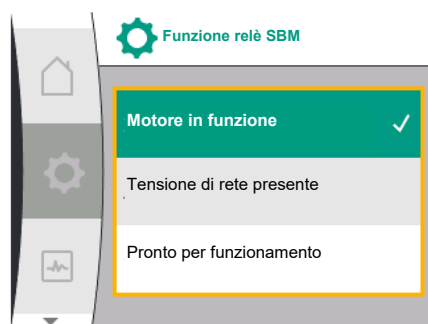 Funzione relè SBM
Motore in funzione
Tensione di rete presente
Pronto per funzionamento